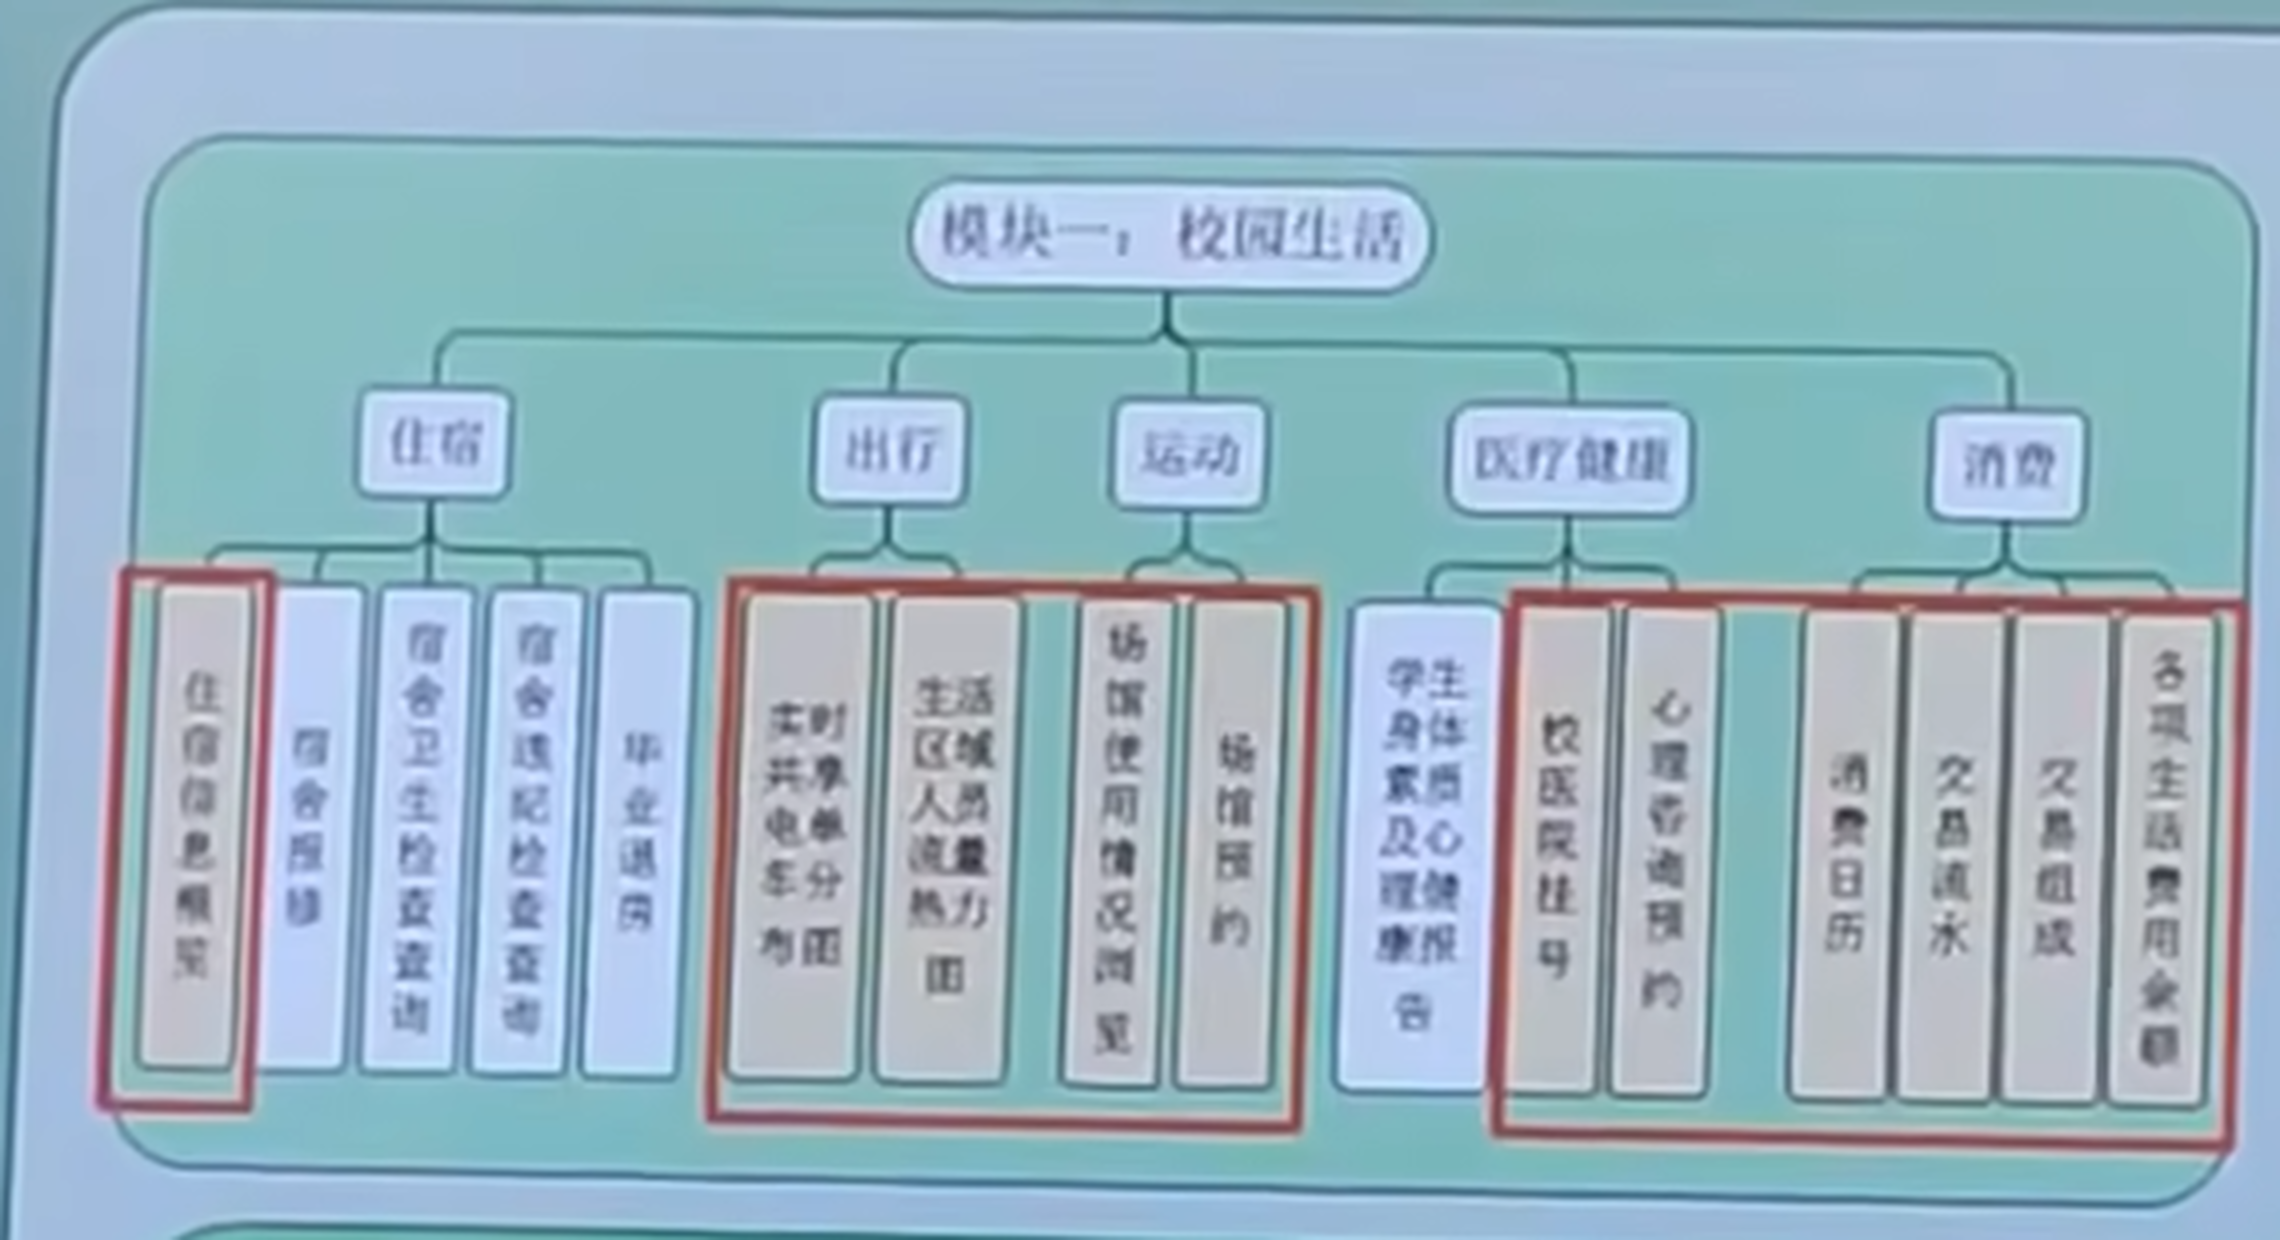 模块一：校园生活
住宿
出行
运动
医疗健康
消费
住宿信息概览
宿舍报修
宿舍卫生检查查询
宿舍违纪检查查询
毕业退房
实时共享电单车分布图
生活区域人员流量热力图
场馆使用情况浏览
场馆预约
学生身体素质及心理健康报告
校医院挂号
心理咨询预约
消费日历
交易流水
交易组成
各项生活费用余额